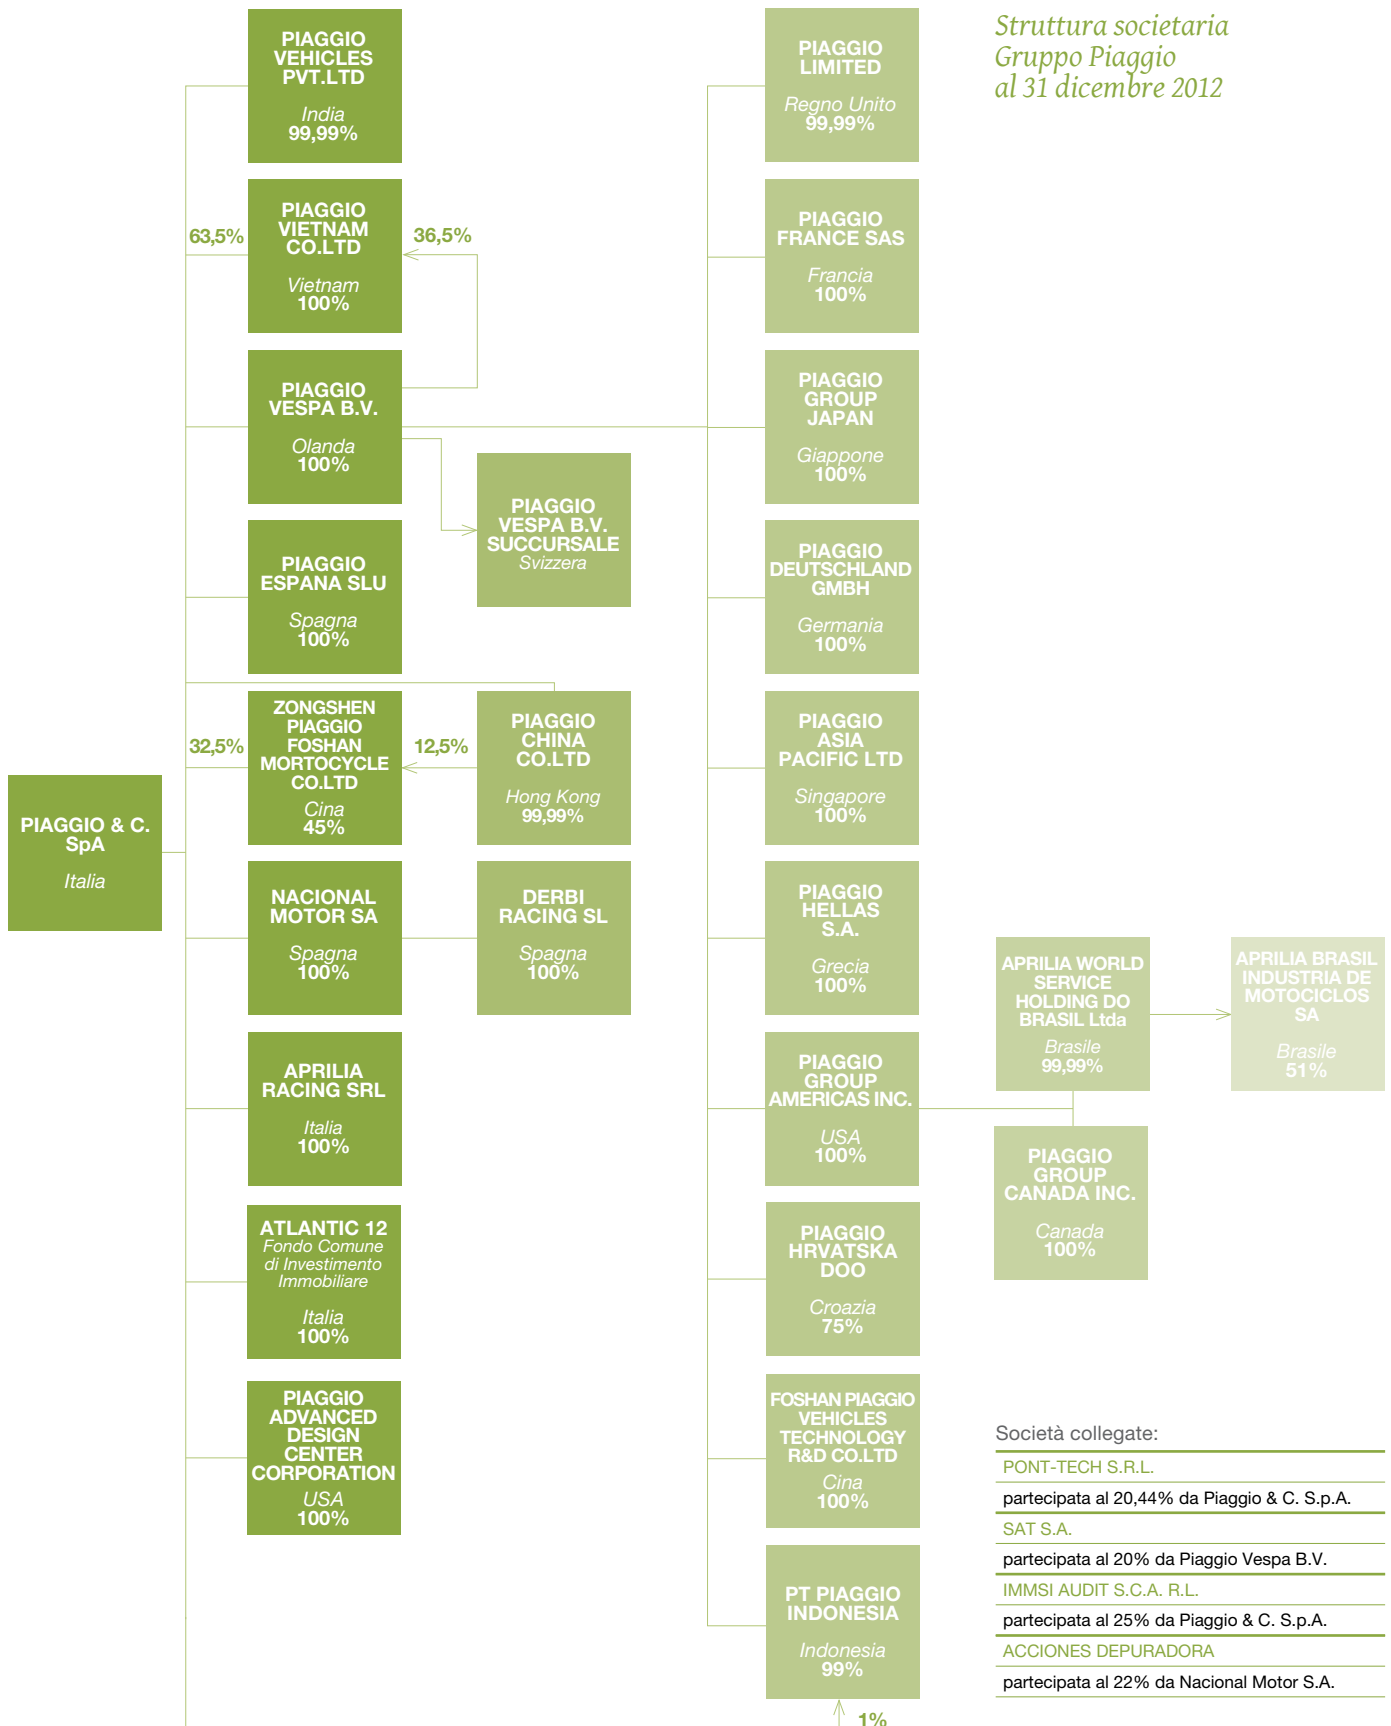 Struttura societaria
Gruppo Piaggio
al 31 dicembre 2012
PIAGGIO & C.
SpA
Italia
PIAGGIO
VEHICLES
PVT.LTD
India
99,99%
63,5%
PIAGGIO
VIETNAM
CO.LTD
Vietnam
100%
36,5%
PIAGGIO
VESPA B.V.
Olanda
100%
PIAGGIO
VESPA B.V.
SUCCURSALE
Svizzera
PIAGGIO
ESPANA SLU
Spagna
100%
32,5%
ZONGSHEN
PIAGGIO
FOSHAN
MORTOCYCLE
CO.LTD
Cina
45%
12,5%
PIAGGIO
CHINA
CO.LTD
Hong Kong
99,99%
NACIONAL
MOTOR SA
Spagna
100%
DERBI
RACING SL
Spagna
100%
APRILIA
RACING SRL
Italia
100%
ATLANTIC 12
Fondo Comune
di Investimento
Immobiliare
Italia
100%
PIAGGIO
ADVANCED
DESIGN
CENTER
CORPORATION
USA
100%
PIAGGIO
LIMITED
Regno Unito
99,99%
PIAGGIO
FRANCE SAS
Francia
100%
PIAGGIO
GROUP
JAPAN
Giappone
100%
PIAGGIO
DEUTSCHLAND
GMBH
Germania
100%
PIAGGIO
ASIA
PACIFIC LTD
Singapore
100%
PIAGGIO
HELLAS
S.A.
Grecia
100%
PIAGGIO
GROUP
AMERICAS INC.
USA
100%
APRILIA WORLD
SERVICE
HOLDING DO
BRASIL Ltda
Brasile
99,99%
APRILIA BRASIL
INDUSTRIA DE
MOTOCICLOS
SA
Brasile
51%
PIAGGIO
GROUP
CANADA INC.
Canada
100%
PIAGGIO
HRVATSKA
DOO
Croazia
75%
FOSHAN PIAGGIO
VEHICLES
TECHNOLOGY
R&D CO.LTD
Cina
100%
PT PIAGGIO
INDONESIA
Indonesia
99%
1%
Società collegate:
PONT-TECH S.R.L.
partecipata al 20,44% da Piaggio & C. S.p.A.
SAT S.A.
partecipata al 20% da Piaggio Vespa B.V.
IMMSI AUDIT S.C.A. R.L.
partecipata al 25% da Piaggio & C. S.p.A.
ACCIONES DEPURADORA
partecipata al 22% da Nacional Motor S.A.